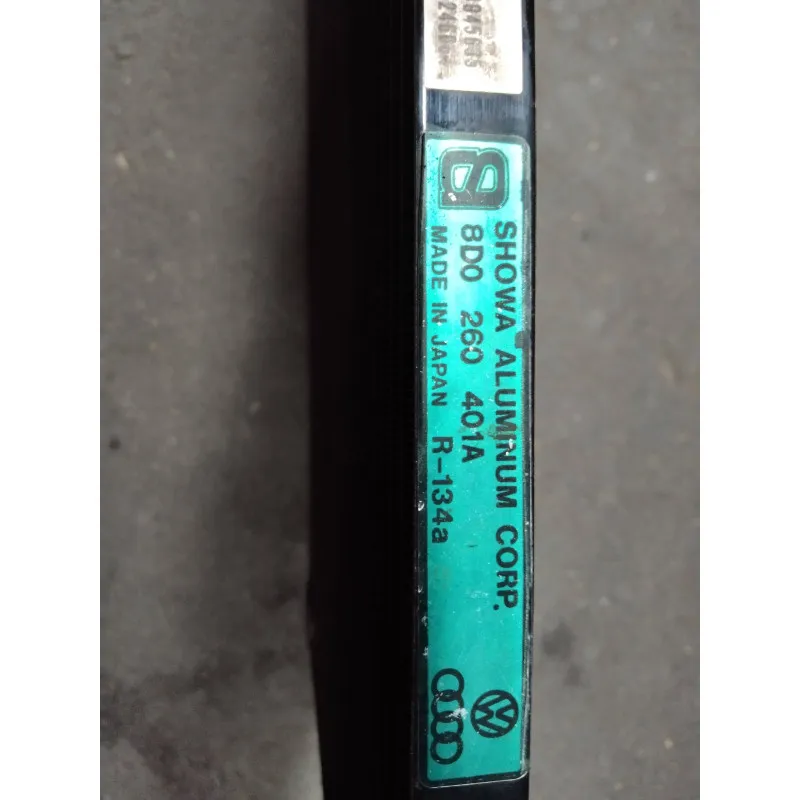 SHOWA ALUMINUM CORP.
8D0 260 401A
MADE IN JAPAN R-134a